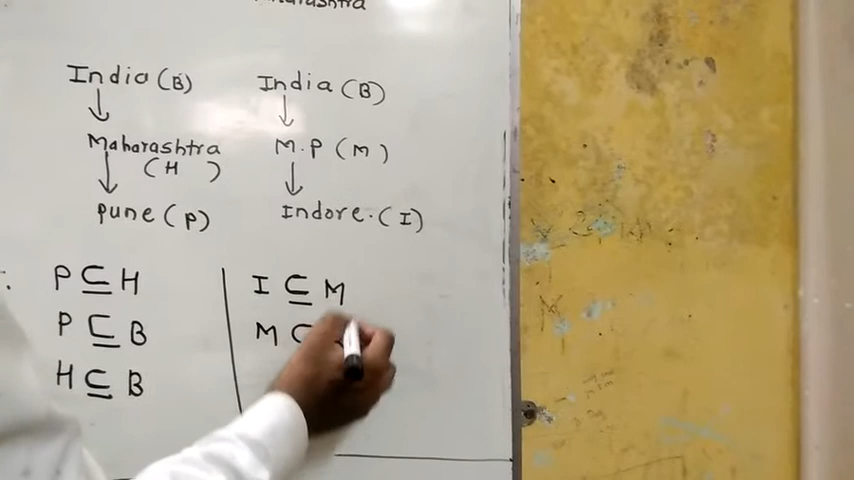 India (B)
↓
Maharashtra
(H)
↓
Pune (P)
India (B)
↓
M.P (M)
↓
Indore. (I)
P ⊆ H
P ⊆ B
H ⊆ B
I ⊆ M
M